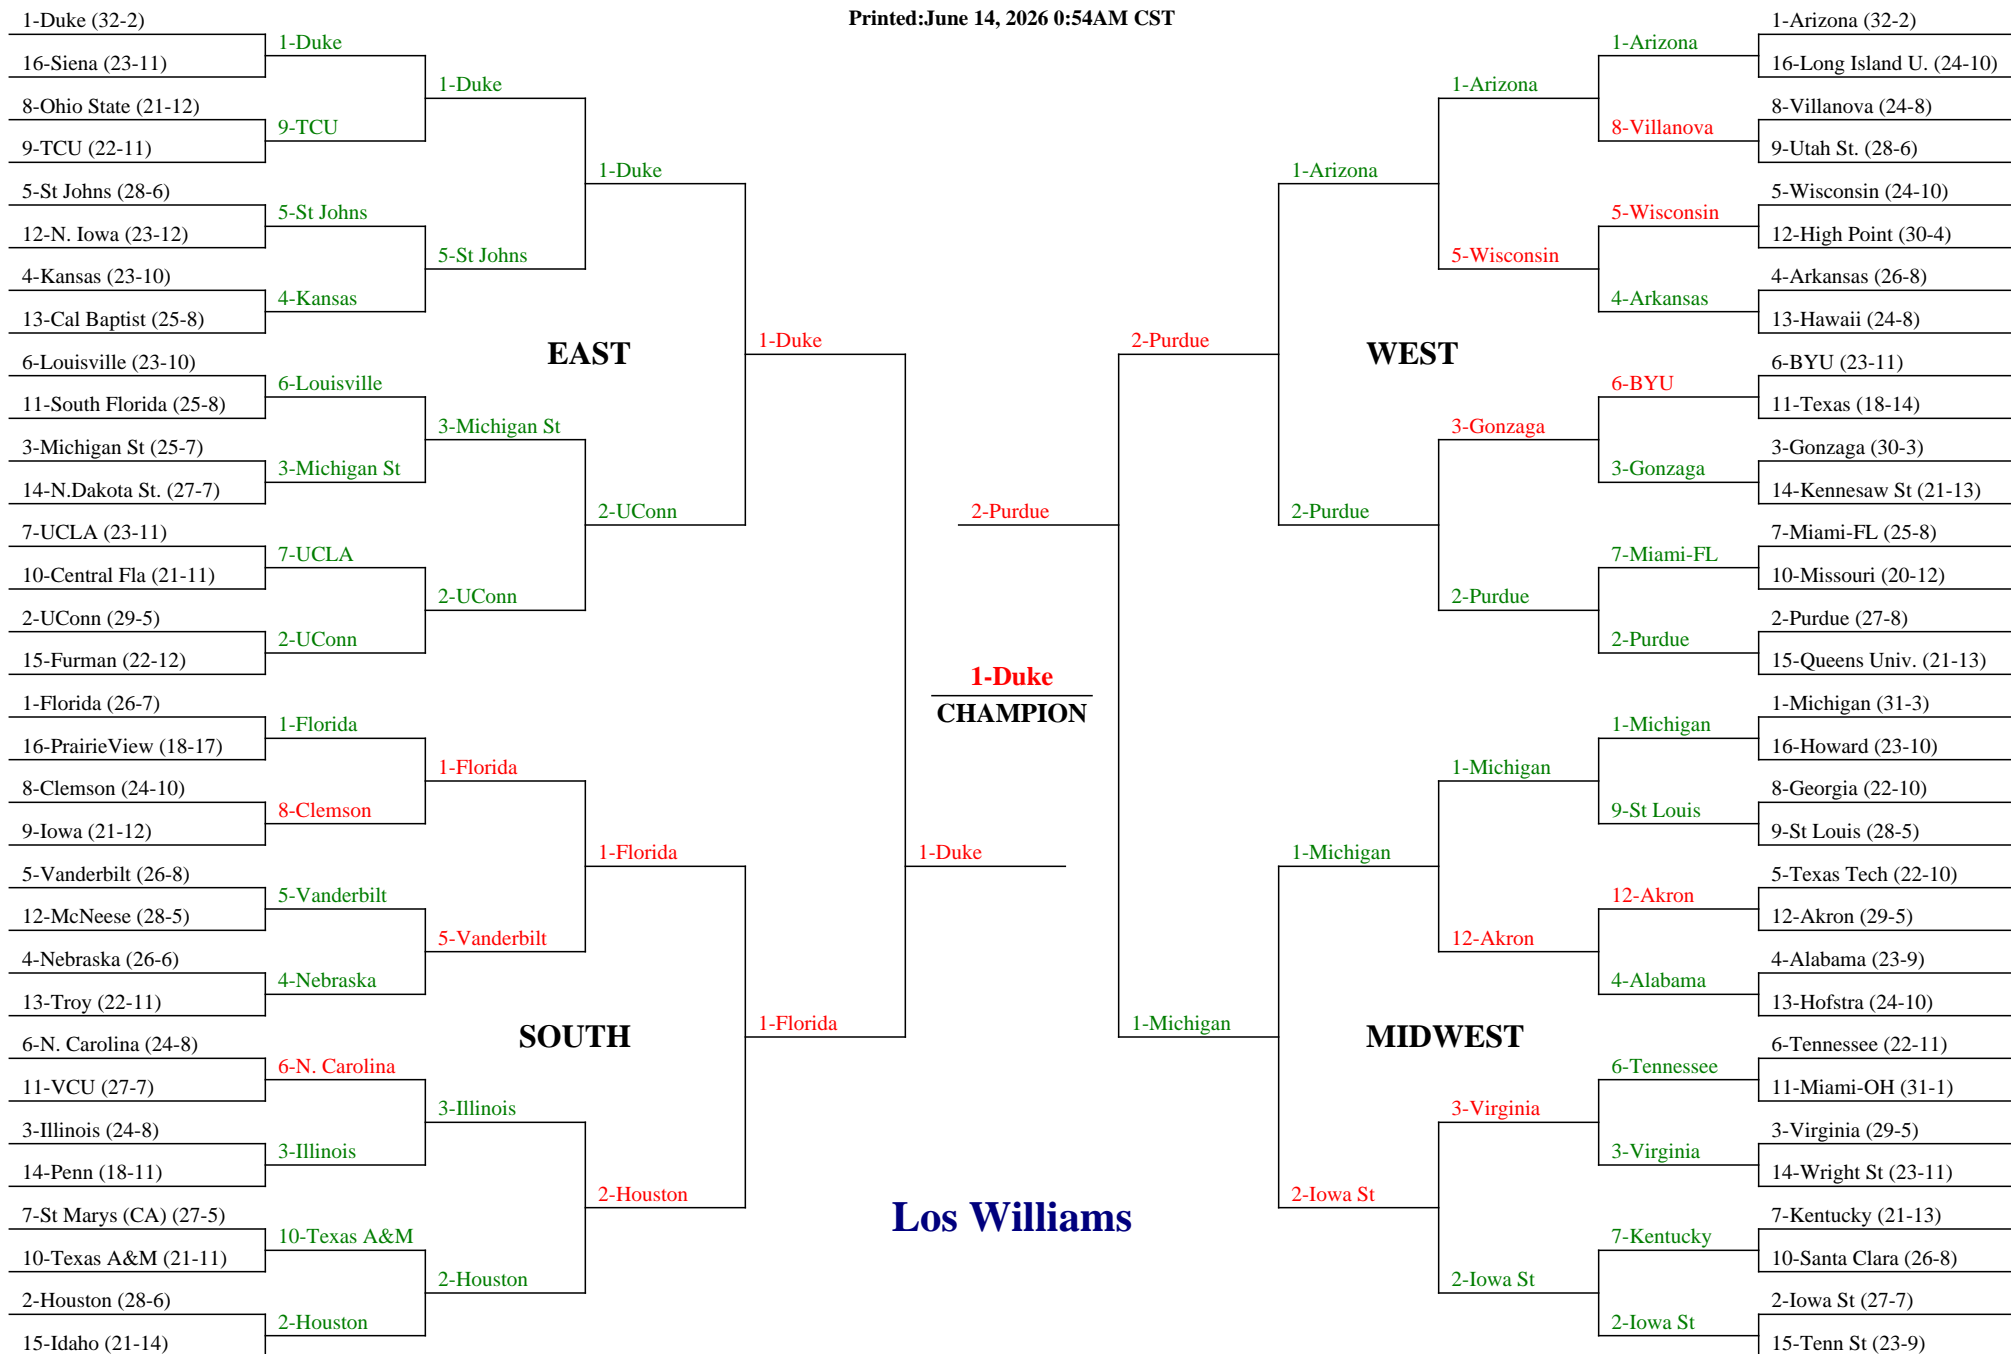 Printed:June 14, 2026 0:54AM CST
1-Duke (32-2)
16-Siena (23-11)
8-Ohio State (21-12)
9-TCU (22-11)
5-St Johns (28-6)
12-N. Iowa (23-12)
4-Kansas (23-10)
13-Cal Baptist (25-8)
6-Louisville (23-10)
11-South Florida (25-8)
3-Michigan St (25-7)
14-N.Dakota St. (27-7)
7-UCLA (23-11)
10-Central Fla (21-11)
2-UConn (29-5)
15-Furman (22-12)
1-Florida (26-7)
16-PrairieView (18-17)
8-Clemson (24-10)
9-Iowa (21-12)
5-Vanderbilt (26-8)
12-McNeese (28-5)
4-Nebraska (26-6)
13-Troy (22-11)
6-N. Carolina (24-8)
11-VCU (27-7)
3-Illinois (24-8)
14-Penn (18-11)
7-St Marys (CA) (27-5)
10-Texas A&M (21-11)
2-Houston (28-6)
15-Idaho (21-14)
1-Duke
9-TCU
5-St Johns
4-Kansas
6-Louisville
3-Michigan St
7-UCLA
2-UConn
1-Florida
8-Clemson
5-Vanderbilt
4-Nebraska
6-N. Carolina
3-Illinois
10-Texas A&M
2-Houston
1-Duke
5-St Johns
3-Michigan St
2-UConn
1-Florida
5-Vanderbilt
3-Illinois
2-Houston
EAST
SOUTH
1-Duke
2-UConn
1-Florida
2-Houston
1-Duke
1-Florida
1-Duke
2-Purdue
1-Duke
CHAMPION
Los Williams
2-Purdue
1-Michigan
1-Arizona
2-Purdue
1-Michigan
2-Iowa St
WEST
MIDWEST
1-Arizona
5-Wisconsin
3-Gonzaga
2-Purdue
1-Michigan
12-Akron
3-Virginia
2-Iowa St
1-Arizona
8-Villanova
5-Wisconsin
4-Arkansas
6-BYU
3-Gonzaga
7-Miami-FL
2-Purdue
1-Michigan
9-St Louis
12-Akron
4-Alabama
6-Tennessee
3-Virginia
7-Kentucky
2-Iowa St
1-Arizona (32-2)
16-Long Island U. (24-10)
8-Villanova (24-8)
9-Utah St. (28-6)
5-Wisconsin (24-10)
12-High Point (30-4)
4-Arkansas (26-8)
13-Hawaii (24-8)
6-BYU (23-11)
11-Texas (18-14)
3-Gonzaga (30-3)
14-Kennesaw St (21-13)
7-Miami-FL (25-8)
10-Missouri (20-12)
2-Purdue (27-8)
15-Queens Univ. (21-13)
1-Michigan (31-3)
16-Howard (23-10)
8-Georgia (22-10)
9-St Louis (28-5)
5-Texas Tech (22-10)
12-Akron (29-5)
4-Alabama (23-9)
13-Hofstra (24-10)
6-Tennessee (22-11)
11-Miami-OH (31-1)
3-Virginia (29-5)
14-Wright St (23-11)
7-Kentucky (21-13)
10-Santa Clara (26-8)
2-Iowa St (27-7)
15-Tenn St (23-9)